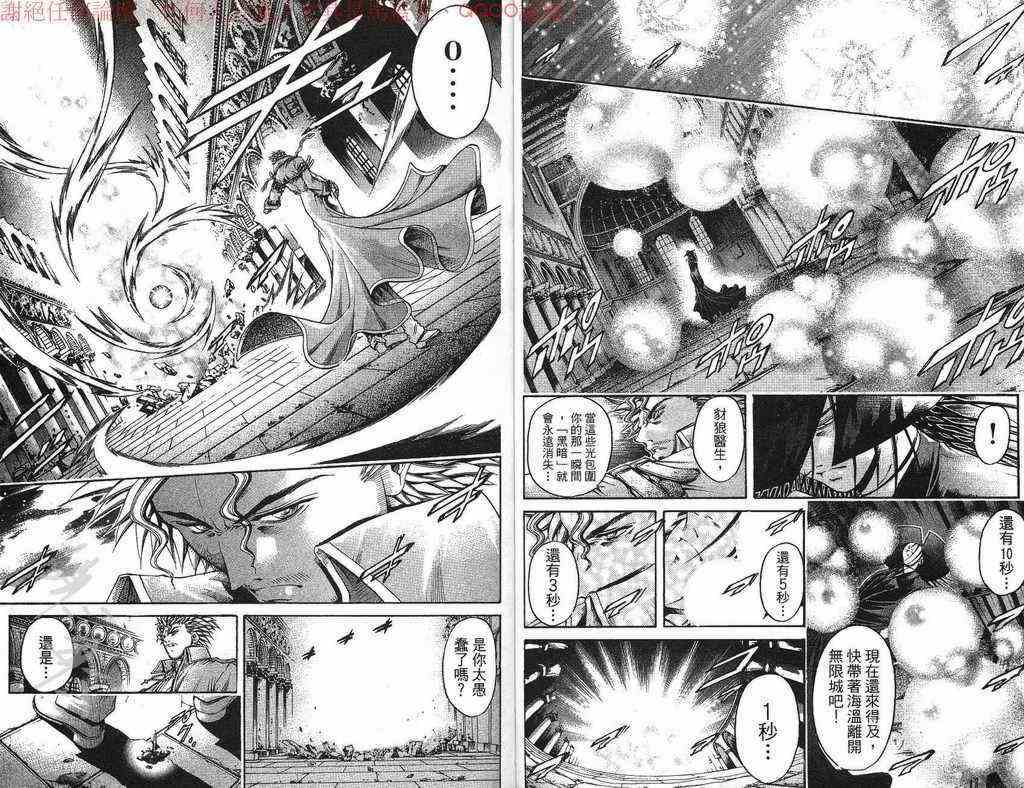 ！
豺狼醫生，
當這些光包圍
你的那一瞬間
，「黑暗」就
會永遠消失…
還有10秒…
現在還來得及，
快帶著海溫離開
無限城吧！
還有5秒…
還有3秒…
1秒…
0……
是你太愚
蠢了嗎？
還是…